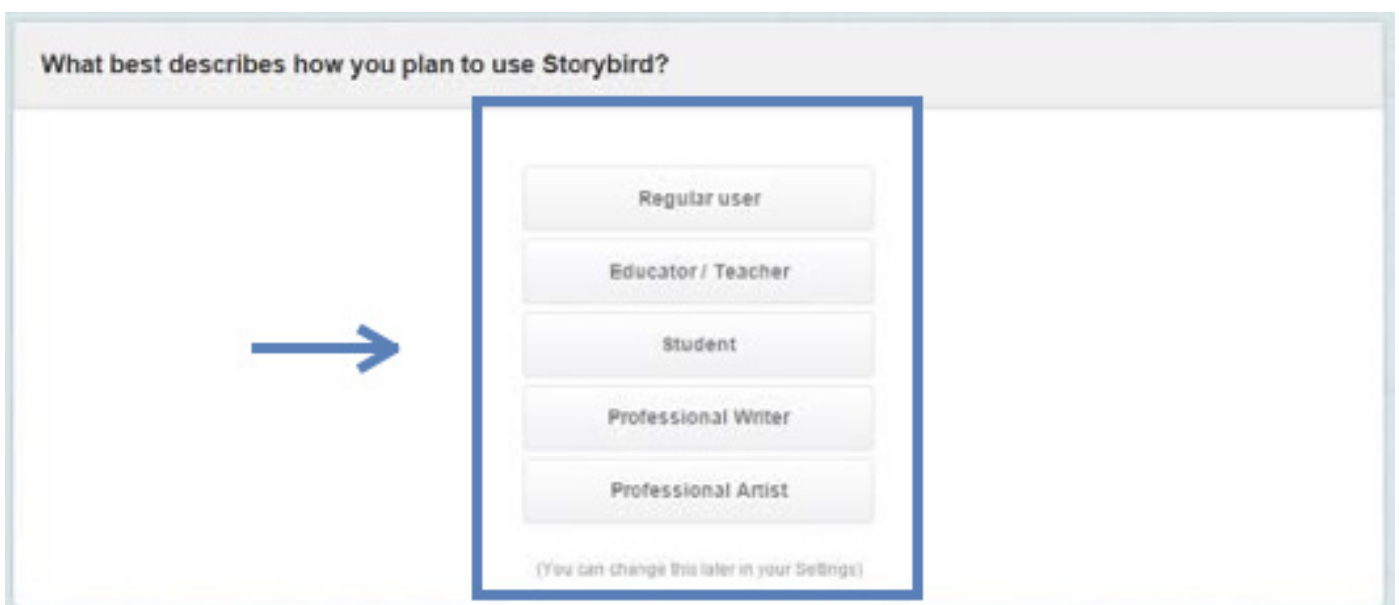 What best describes how you plan to use Storybird?
Regular user
Educator / Teacher
Student
Professional Writer
Professional Artist
(You can change this later in your Settings)